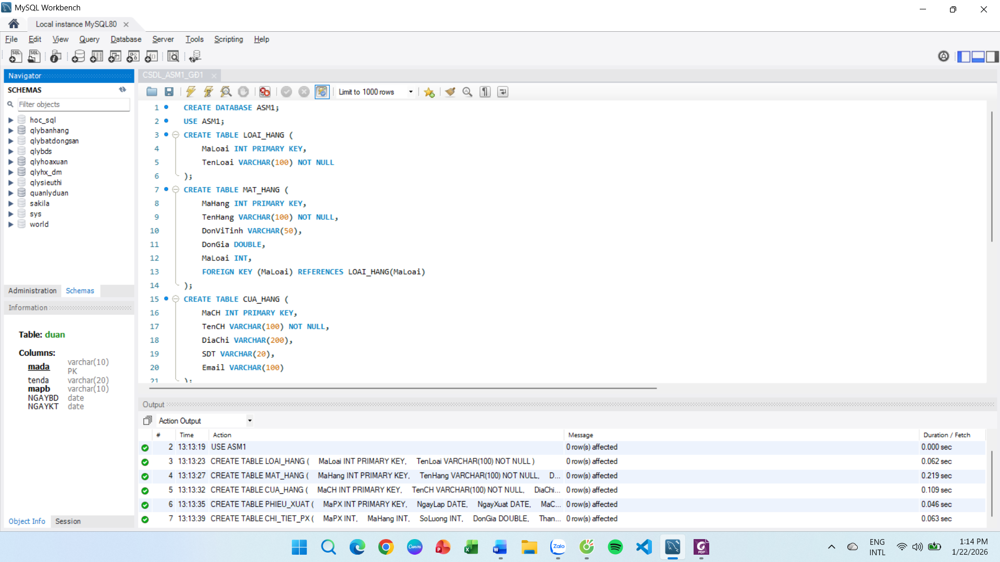 MySQL Workbench
Local instance MySQL80
File Edit View Query Database Server Tools Scripting Help
Navigator
SCHEMAS
Filter objects
hoc_sql
qlybanhang
qlybatdongsan
qlybds
qlyhoaxuan
qlyhx_dm
qlysieuthi
quanlyduan
sakila
sys
world
Administration Schemas
Information
Table: duan
Columns:
mada varchar(10) PK
tenda varchar(20)
mapb varchar(10)
NGAYBD date
NGAYKT date
Object Info Session
CSDL_ASM1_GĐ1
Limit to 1000 rows
1 CREATE DATABASE ASM1;
2 USE ASM1;
3 CREATE TABLE LOAI_HANG (
4 MaLoai INT PRIMARY KEY,
5 TenLoai VARCHAR(100) NOT NULL
6 );
7 CREATE TABLE MAT_HANG (
8 MaHang INT PRIMARY KEY,
9 TenHang VARCHAR(100) NOT NULL,
10 DonViTinh VARCHAR(50),
11 DonGia DOUBLE,
12 MaLoai INT,
13 FOREIGN KEY (MaLoai) REFERENCES LOAI_HANG(MaLoai)
14 );
15 CREATE TABLE CUA_HANG (
16 MaCH INT PRIMARY KEY,
17 TenCH VARCHAR(100) NOT NULL,
18 DiaChi VARCHAR(200),
19 SDT VARCHAR(20),
20 Email VARCHAR(100)
21 );
Output
Action Output
# Time Action Message Duration / Fetch
2 13:13:19 USE ASM1 0 row(s) affected 0.000 sec
3 13:13:23 CREATE TABLE LOAI_HANG ( MaLoai INT PRIMARY KEY, TenLoai VARCHAR(100) NOT NULL ) 0 row(s) affected 0.062 sec
4 13:13:27 CREATE TABLE MAT_HANG ( MaHang INT PRIMARY KEY, TenHang VARCHAR(100) NOT NULL, D... 0 row(s) affected 0.219 sec
5 13:13:32 CREATE TABLE CUA_HANG ( MaCH INT PRIMARY KEY, TenCH VARCHAR(100) NOT NULL, DiaChi... 0 row(s) affected 0.109 sec
6 13:13:35 CREATE TABLE PHIEU_XUAT ( MaPX INT PRIMARY KEY, NgayLap DATE, NgayXuat DATE, MaC... 0 row(s) affected 0.046 sec
7 13:13:39 CREATE TABLE CHI_TIET_PX ( MaPX INT, MaHang INT, SoLuong INT, DonGia DOUBLE, Than... 0 row(s) affected 0.063 sec
Canva
Zalo
PDF
ENG
INTL
1:14 PM
1/22/2026